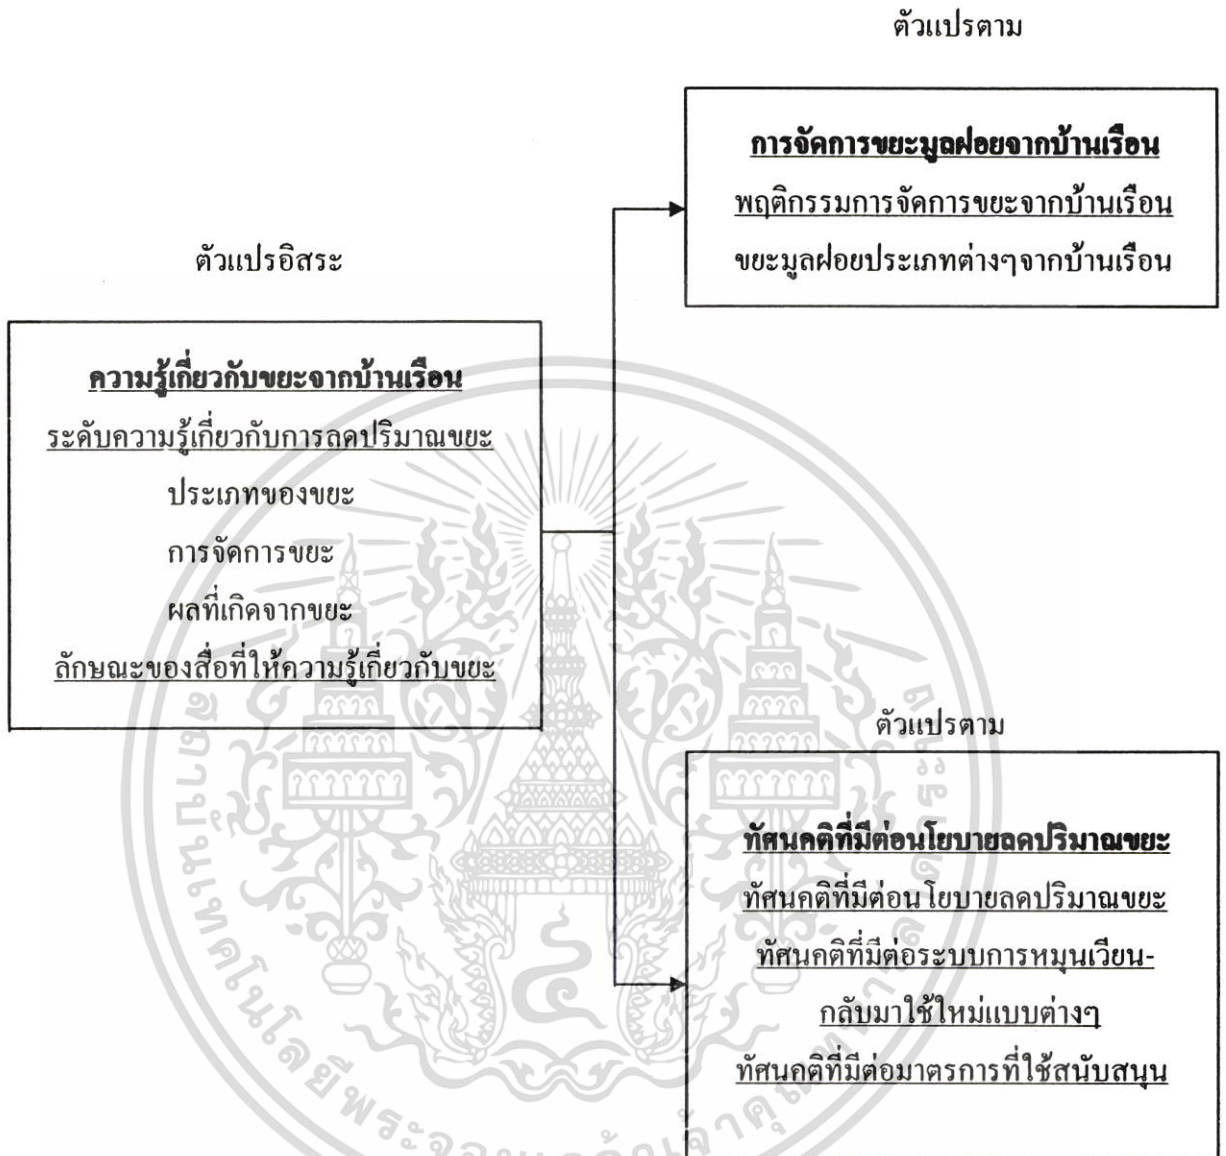 ตัวแปรตาม
การจัดการขยะมูลฝอยจากบ้านเรือน
พฤติกรรมการจัดการขยะจากบ้านเรือน
ขยะมูลฝอยประเภทต่างๆจากบ้านเรือน
ตัวแปรอิสระ
ความรู้เกี่ยวกับขยะจากบ้านเรือน
ระดับความรู้เกี่ยวกับการลดปริมาณขยะ
ประเภทของขยะ
การจัดการขยะ
ผลที่เกิดจากขยะ
ลักษณะของสื่อที่ให้ความรู้เกี่ยวกับขยะ
ตัวแปรตาม
ทัศนคติที่มีต่อนโยบายลดปริมาณขยะ
ทัศนคติที่มีต่อนโยบายลดปริมาณขยะ
ทัศนคติที่มีต่อระบบการหมุนเวียน-
กลับมาใช้ใหม่แบบต่างๆ
ทัศนคติที่มีต่อมาตรการที่ใช้สนับสนุน